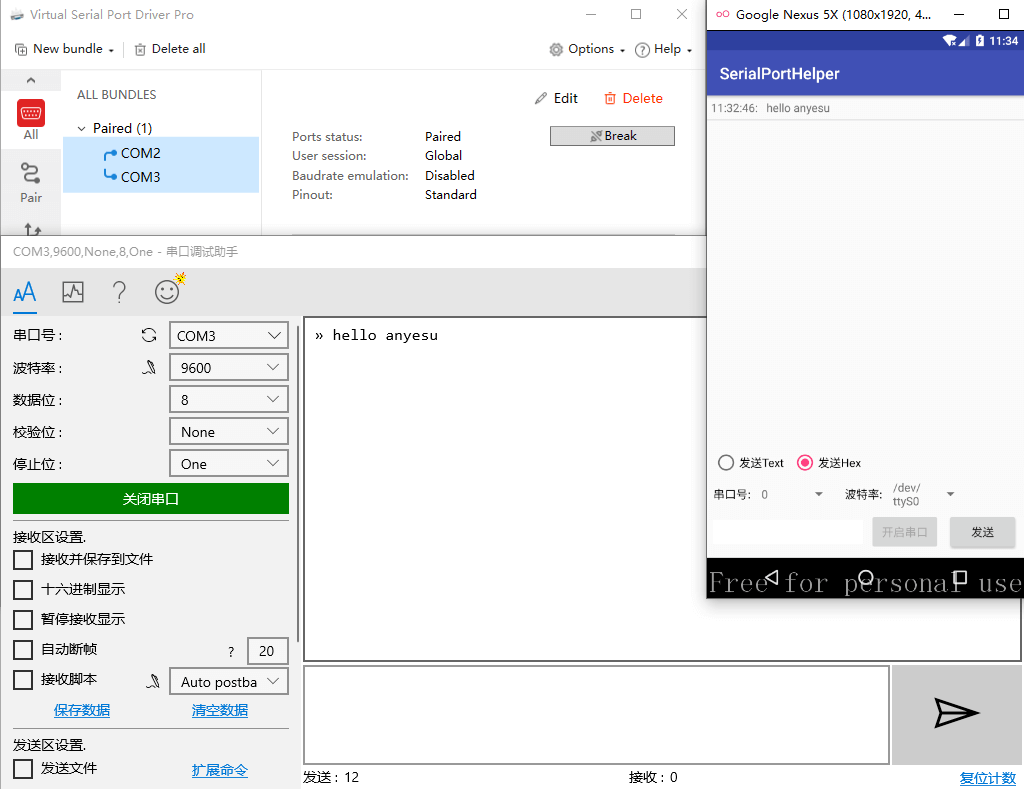 Virtual Serial Port Driver Pro
New bundle
Delete all
Options
Help
All
Pair
ALL BUNDLES
Paired (1)
COM2
COM3
Edit
Delete
Ports status: Paired
Break
User session: Global
Baudrate emulation: Disabled
Pinout: Standard
COM3,9600,None,8,One - 串口调试助手
AA
串口号: COM3
波特率: 9600
数据位: 8
校验位: None
停止位: One
关闭串口
接收区设置.
接收并保存到文件
十六进制显示
暂停接收显示
自动断帧 ? 20
接收脚本 Auto postba
保存数据 清空数据
发送区设置.
发送文件 扩展命令
» hello anyesu
发送: 12 接收: 0 复位计数
Google Nexus 5X (1080x1920, 4...
11:34
SerialPortHelper
11:32:46: hello anyesu
发送Text 发送Hex
串口号: 0 波特率: /dev/
ttyS0
开启串口 发送
Free for personal use